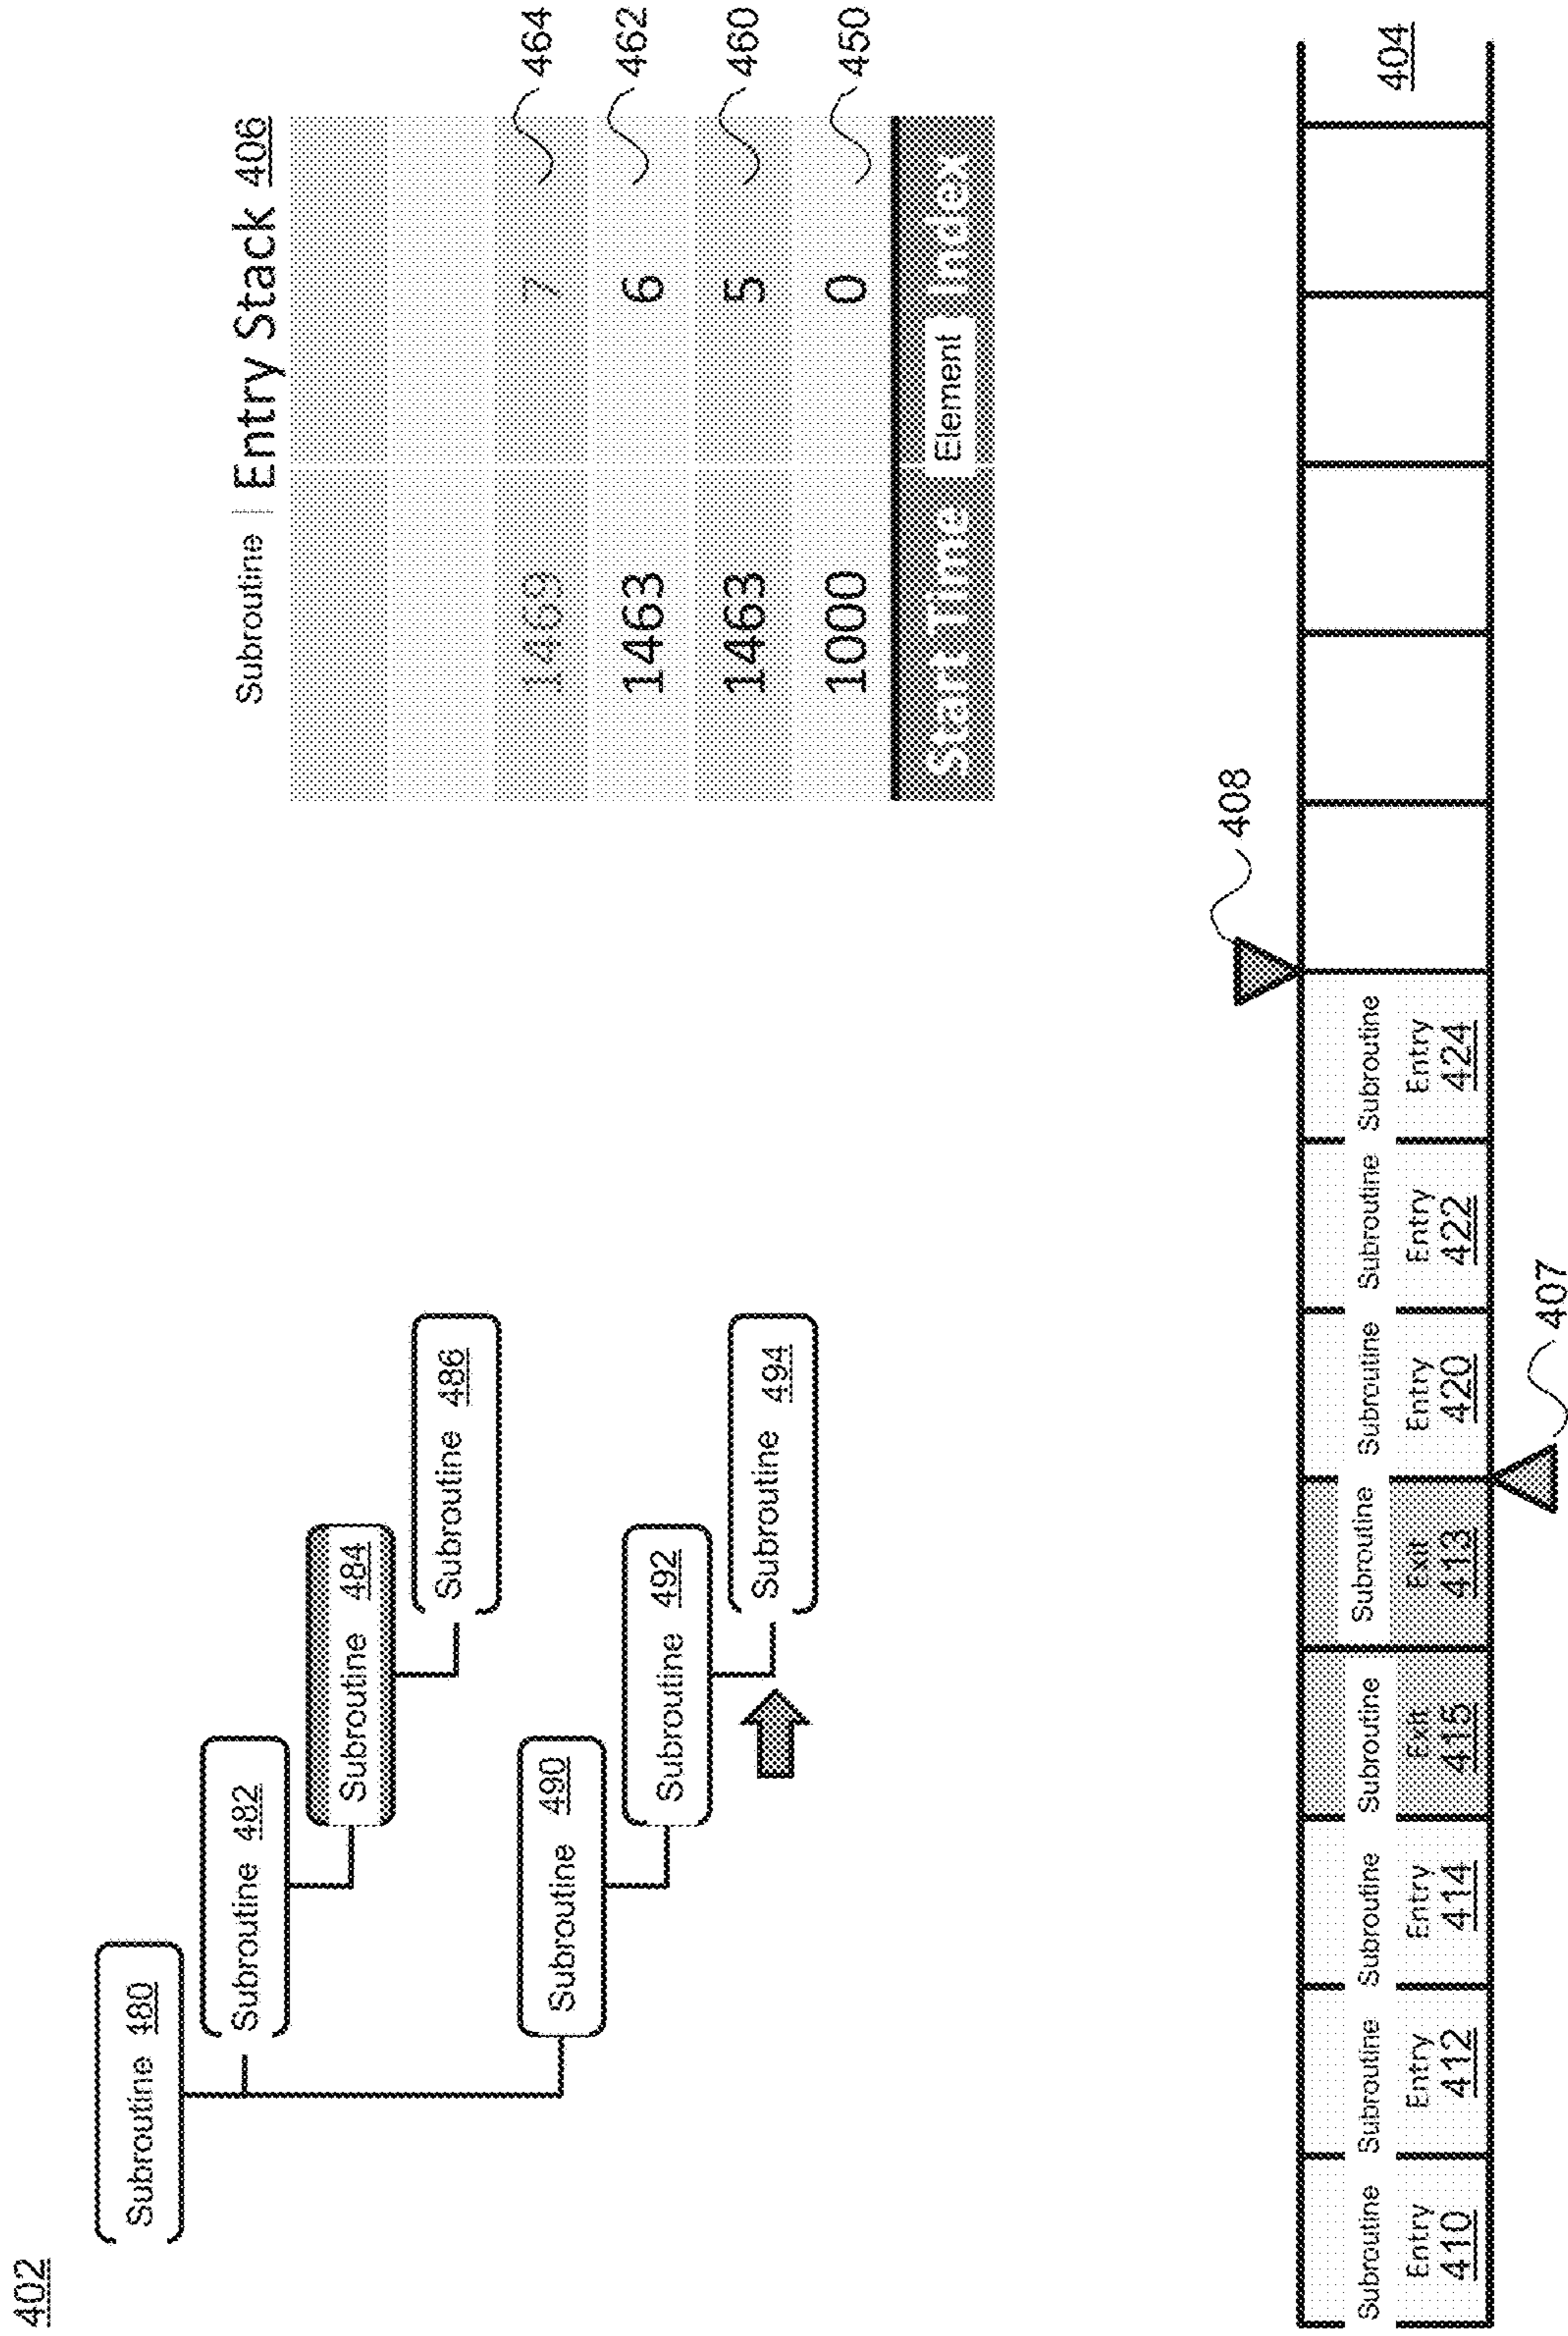 402
Subroutine 480
Subroutine 482
Subroutine 484
Subroutine 486
Subroutine 490
Subroutine 492
Subroutine 494
Subroutine Entry Stack 406
1469 7 464
1463 6 462
1463 5 460
1000 0 450
Start Time Element Index
408
Subroutine
Entry
410
Subroutine
Entry
412
Subroutine
Entry
414
Subroutine
Exit
415
Subroutine
Exit
413
Subroutine
Entry
420
Subroutine
Entry
422
Subroutine
Entry
424
404
407